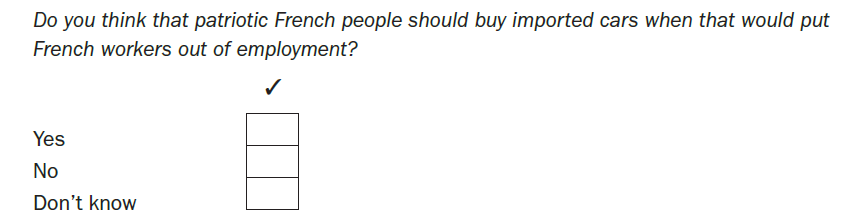 Do you think that patriotic French people should buy imported cars when that would put
French workers out of employment?
✓
Yes
No
Don’t know